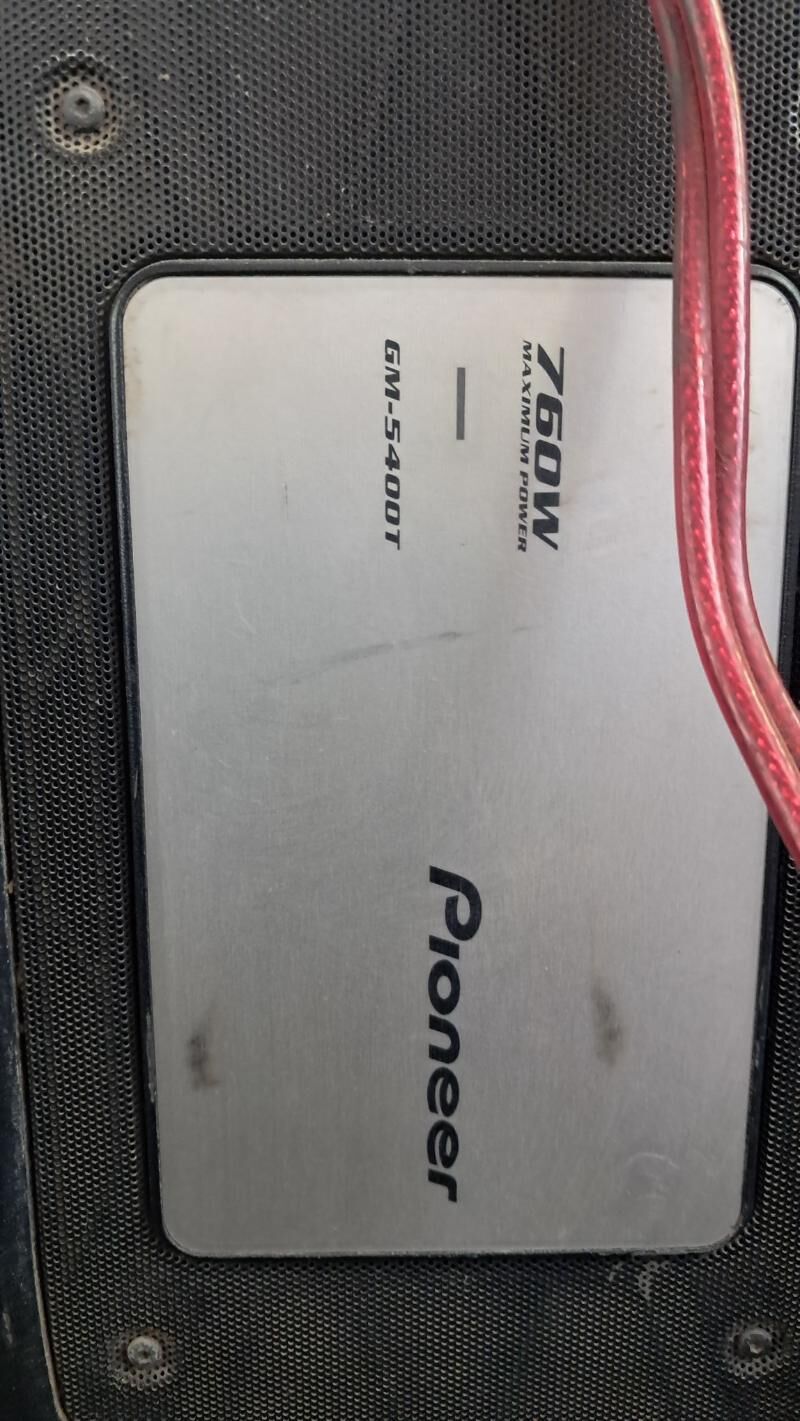 760W
MAXIMUM POWER
GM-5400T
Pioneer